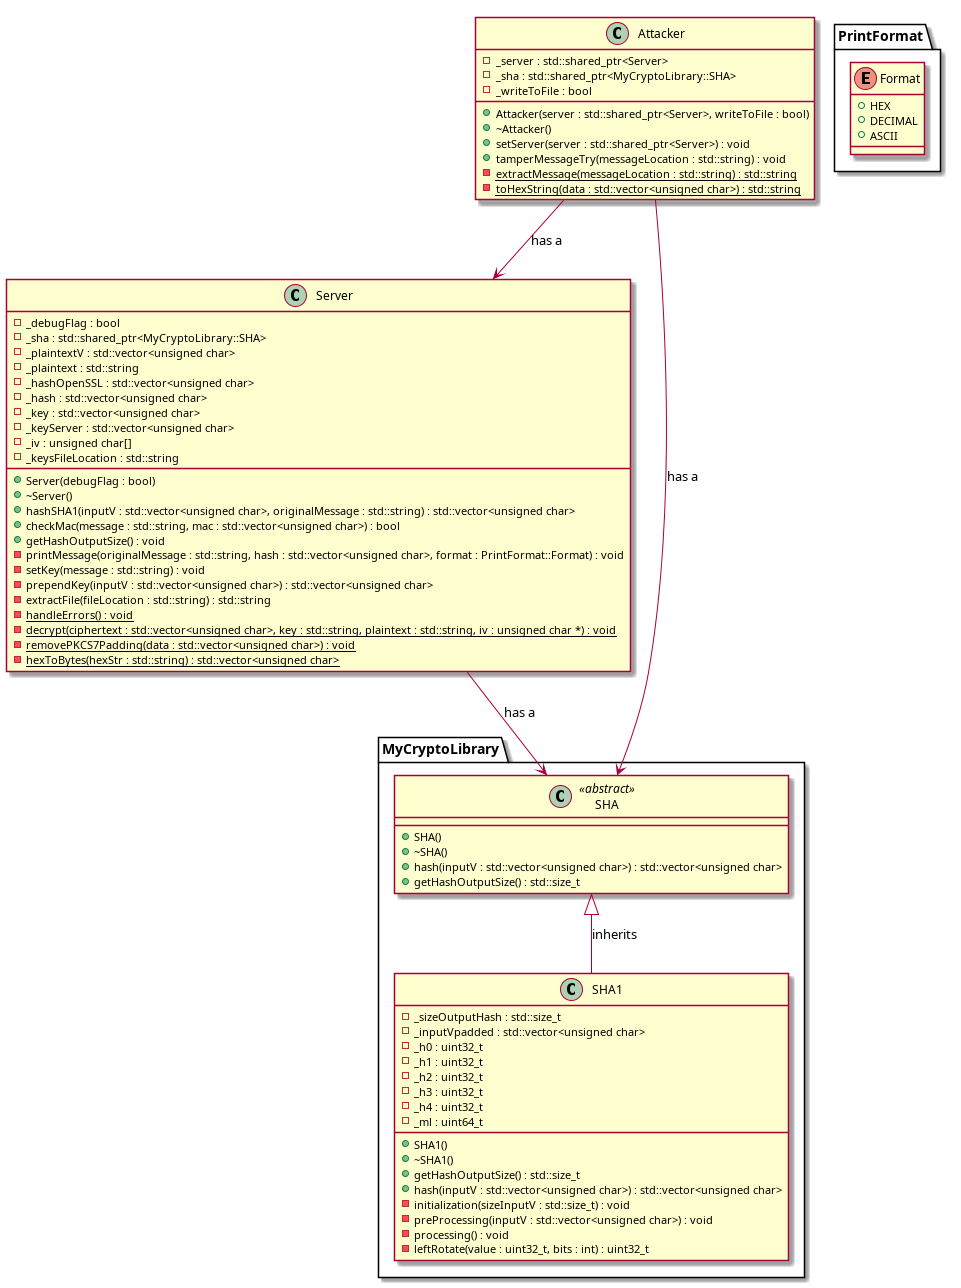 C Attacker
_server : std::shared_ptr<Server>
_sha : std::shared_ptr<MyCryptoLibrary::SHA>
_writeToFile : bool
Attacker(server : std::shared_ptr<Server>, writeToFile : bool)
~Attacker()
setServer(server : std::shared_ptr<Server>) : void
tamperMessageTry(messageLocation : std::string) : void
extractMessage(messageLocation : std::string) : std::string
toHexString(data : std::vector<unsigned char>) : std::string
PrintFormat
E Format
HEX
DECIMAL
ASCII
has a
has a
C Server
_debugFlag : bool
_sha : std::shared_ptr<MyCryptoLibrary::SHA>
_plaintextV : std::vector<unsigned char>
_plaintext : std::string
_hashOpenSSL : std::vector<unsigned char>
_hash : std::vector<unsigned char>
_key : std::vector<unsigned char>
_keyServer : std::vector<unsigned char>
_iv : unsigned char[]
_keysFileLocation : std::string
Server(debugFlag : bool)
~Server()
hashSHA1(inputV : std::vector<unsigned char>, originalMessage : std::string) : std::vector<unsigned char>
checkMac(message : std::string, mac : std::vector<unsigned char>) : bool
getHashOutputSize() : void
printMessage(originalMessage : std::string, hash : std::vector<unsigned char>, format : PrintFormat::Format) : void
setKey(message : std::string) : void
prependKey(inputV : std::vector<unsigned char>) : std::vector<unsigned char>
extractFile(fileLocation : std::string) : std::string
handleErrors() : void
decrypt(ciphertext : std::vector<unsigned char>, key : std::string, plaintext : std::string, iv : unsigned char *) : void
removePKCS7Padding(data : std::vector<unsigned char>) : void
hexToBytes(hexStr : std::string) : std::vector<unsigned char>
has a
MyCryptoLibrary
C «abstract»
SHA
SHA()
~SHA()
hash(inputV : std::vector<unsigned char>) : std::vector<unsigned char>
getHashOutputSize() : std::size_t
inherits
C SHA1
_sizeOutputHash : std::size_t
_inputVpadded : std::vector<unsigned char>
_h0 : uint32_t
_h1 : uint32_t
_h2 : uint32_t
_h3 : uint32_t
_h4 : uint32_t
_ml : uint64_t
SHA1()
~SHA1()
getHashOutputSize() : std::size_t
hash(inputV : std::vector<unsigned char>) : std::vector<unsigned char>
initialization(sizeInputV : std::size_t) : void
preProcessing(inputV : std::vector<unsigned char>) : void
processing() : void
leftRotate(value : uint32_t, bits : int) : uint32_t